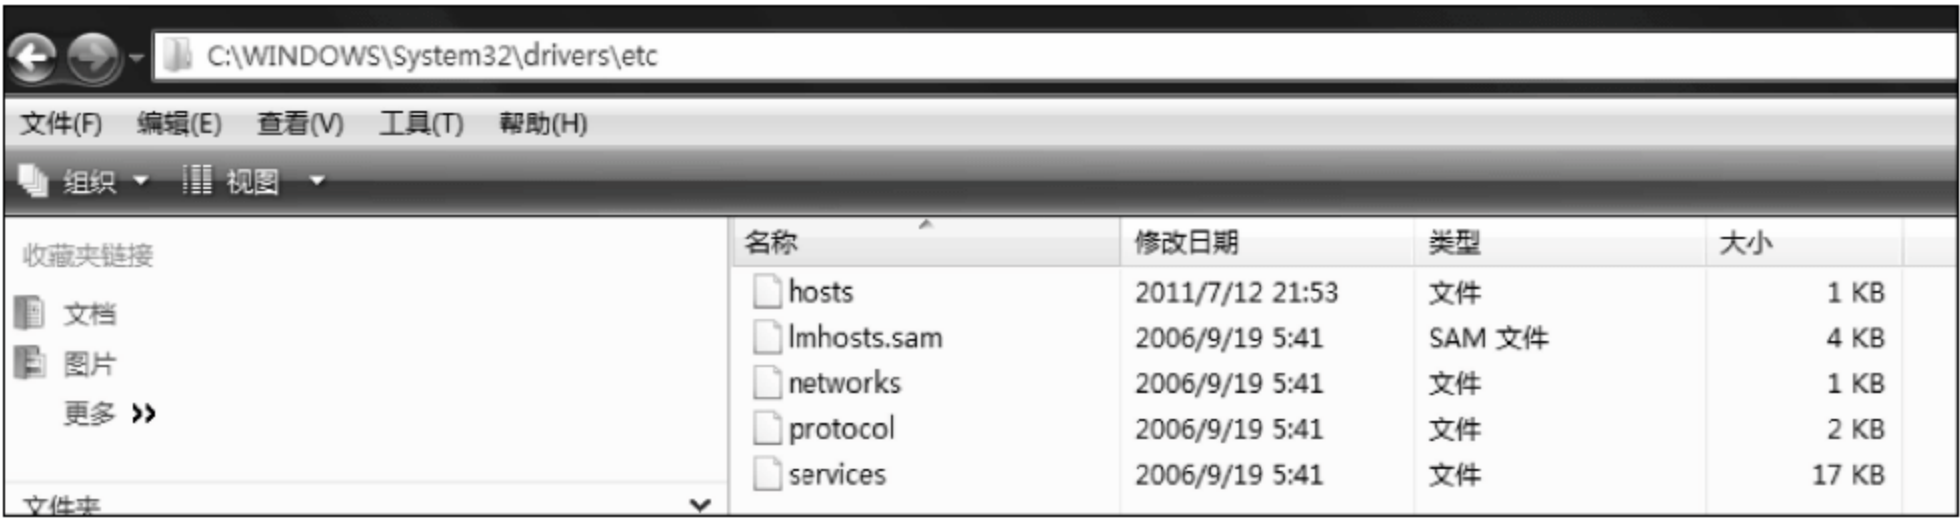 C:\WINDOWS\System32\drivers\etc
文件(F) 编辑(E) 查看(V) 工具(T) 帮助(H)
组织 视图
收藏夹链接
文档
图片
更多 >>
文件夹
名称 修改日期 类型 大小
hosts 2011/7/12 21:53 文件 1 KB
lmhosts.sam 2006/9/19 5:41 SAM 文件 4 KB
networks 2006/9/19 5:41 文件 1 KB
protocol 2006/9/19 5:41 文件 2 KB
services 2006/9/19 5:41 文件 17 KB